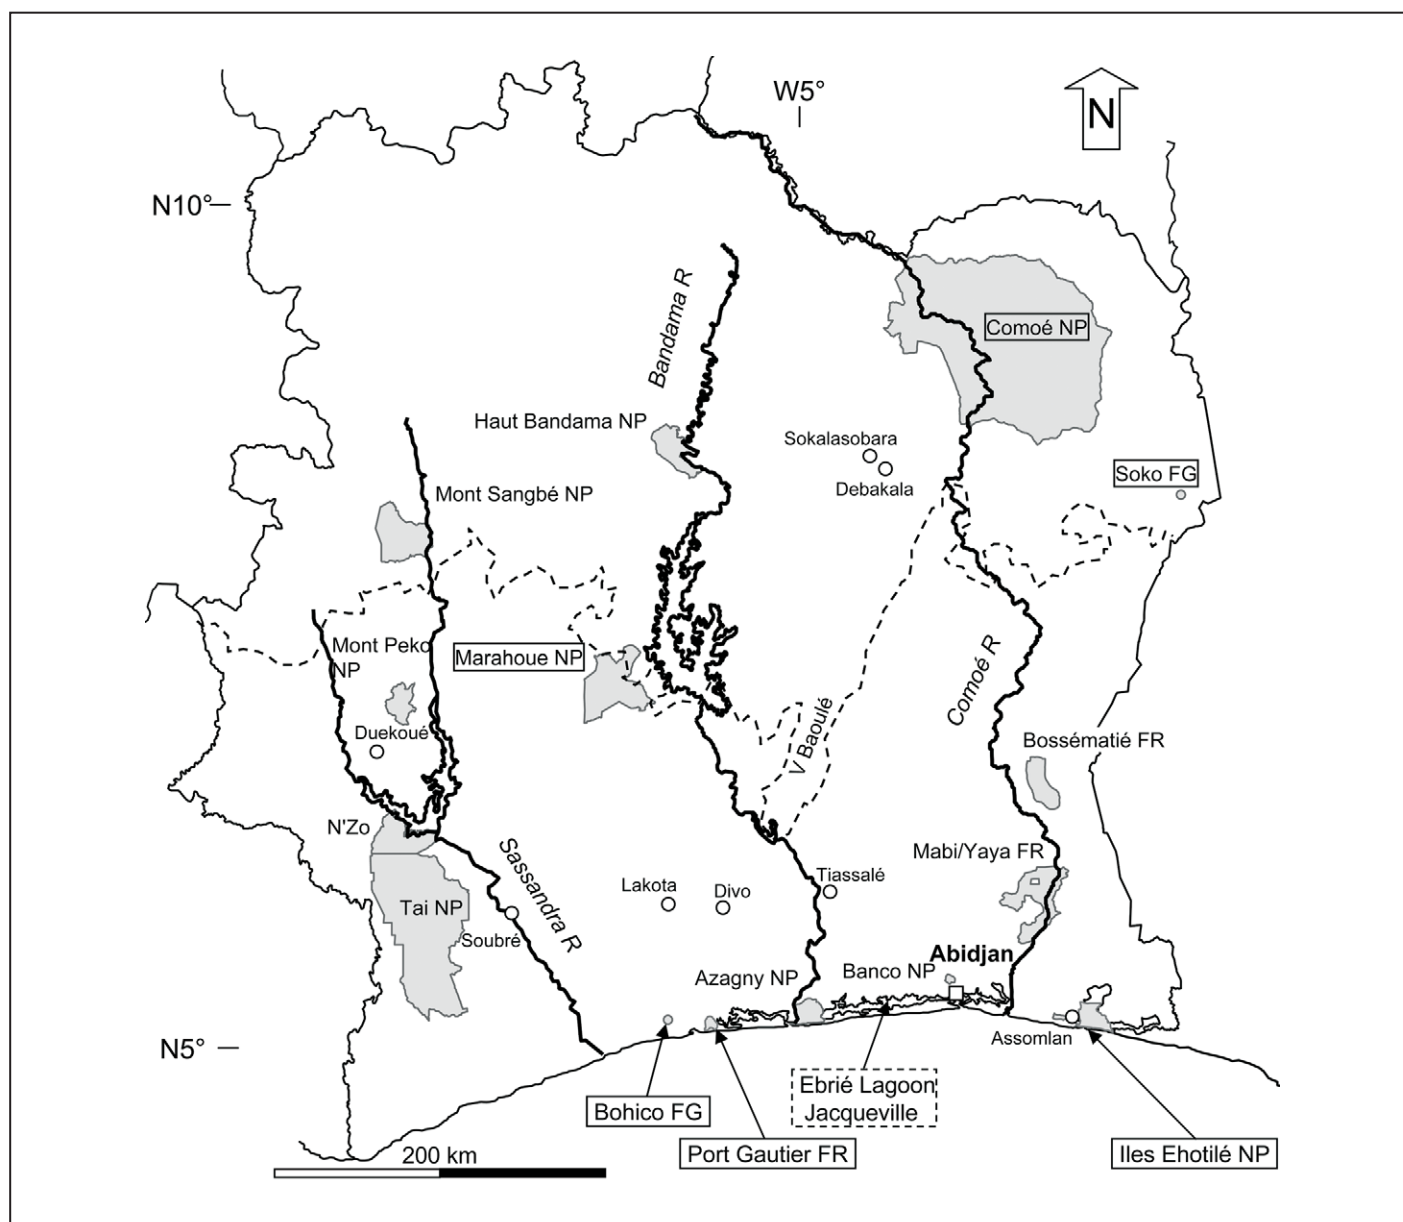 W5°
N
N10°
Bandama R
Comoé NP
Haut Bandama NP
Sokalasobara
Debakala
Soko FG
Mont Sangbé NP
Mont Peko
NP
Marahoue NP
Comoé R
V Baoulé
Duekoué
Bossématié FR
N'Zo
Sassandra R
Mabi/Yaya FR
Tai NP
Lakota
Divo
Tiassalé
Soubré
Abidjan
Azagny NP
Banco NP
Assomlan
N5°
Ebrié Lagoon
Jacqueville
Bohico FG
Port Gautier FR
Iles Ehotilé NP
200 km